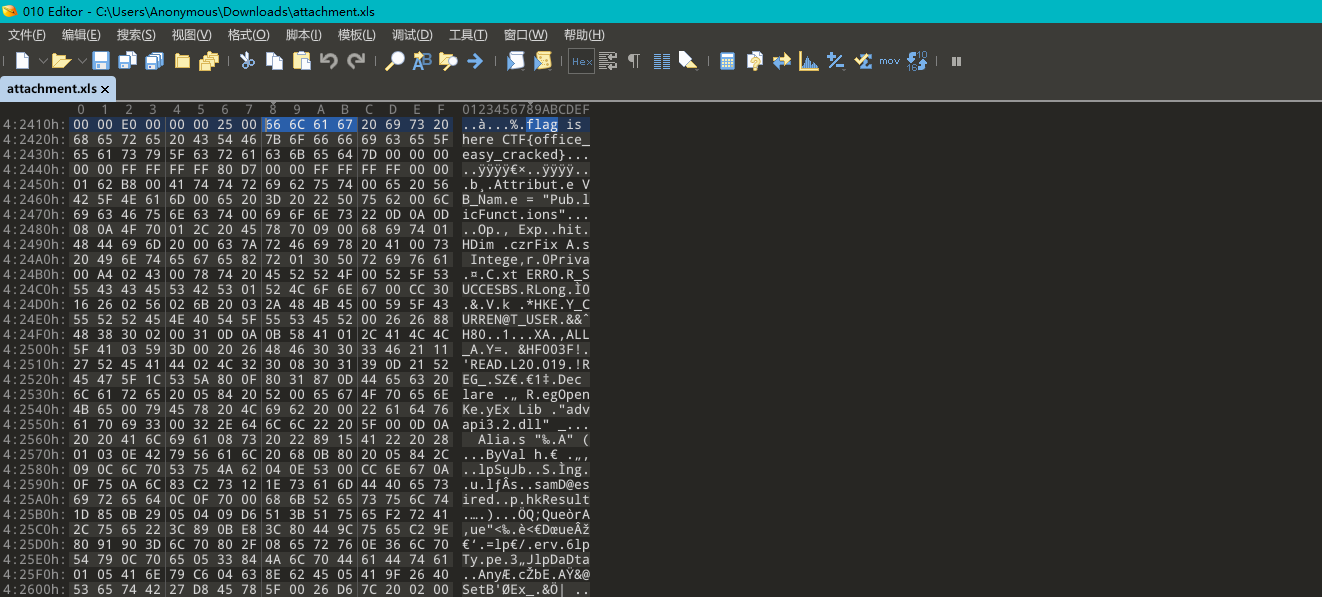 010 Editor - C:\Users\Anonymous\Downloads\attachment.xls
文件(F) 编辑(E) 搜索(S) 视图(V) 格式(O) 脚本(I) 模板(L) 调试(D) 工具(T) 窗口(W) 帮助(H)
Hex mov
attachment.xls ×
0 1 2 3 4 5 6 7 8 9 A B C D E F 0123456789ABCDEF
4:2410h: 00 00 E0 00 00 00 25 00 66 6C 61 67 20 69 73 20 ..à...%.flag is
4:2420h: 68 65 72 65 20 43 54 46 7B 6F 66 66 69 63 65 5F here CTF{office_
4:2430h: 65 61 73 79 5F 63 72 61 63 6B 65 64 7D 00 00 00 easy_cracked}...
4:2440h: 00 00 FF FF FF FF 80 D7 00 00 FF FF FF FF 00 00 ..ÿÿÿÿ€×..ÿÿÿÿ..
4:2450h: 01 62 B8 00 41 74 74 72 69 62 75 74 00 65 20 56 .b¸.Attribut.e V
4:2460h: 42 5F 4E 61 6D 00 65 20 3D 20 22 50 75 62 00 6C B_Nam.e = "Pub.l
4:2470h: 69 63 46 75 6E 63 74 00 69 6F 6E 73 22 0D 0A 0D icFunct.ions"...
4:2480h: 08 0A 4F 70 01 2C 20 45 78 70 09 00 68 69 74 01 ..Op., Exp..hit.
4:2490h: 48 44 69 6D 20 00 63 7A 72 46 69 78 20 41 00 73 HDim .czrFix A.s
4:24A0h: 20 49 6E 74 65 67 65 82 72 01 30 50 72 69 76 61 Intege‚r.0Priva
4:24B0h: 00 A4 02 43 00 78 74 20 45 52 52 4F 00 52 5F 53 .¤.C.xt ERRO.R_S
4:24C0h: 55 43 43 45 53 42 53 01 52 4C 6F 6E 67 00 CC 30 UCCESBS.RLong.Ì0
4:24D0h: 16 26 02 56 02 6B 20 03 2A 48 4B 45 00 59 5F 43 .&.V.k .*HKE.Y_C
4:24E0h: 55 52 52 45 4E 40 54 5F 55 53 45 52 00 26 26 88 URREN@T_USER.&&ˆ
4:24F0h: 48 38 30 02 00 31 0D 0A 0B 58 41 01 2C 41 4C 4C H80..1...XA.,ALL
4:2500h: 5F 41 03 59 3D 00 20 26 48 46 30 30 33 46 21 11 _A.Y=. &HF003F!.
4:2510h: 27 52 45 41 44 02 4C 32 30 08 30 31 39 0D 21 52 'READ.L20.019.!R
4:2520h: 45 47 5F 1C 53 5A 80 0F 80 31 87 0D 44 65 63 20 EG_.SZ€.€1‡.Dec
4:2530h: 6C 61 72 65 20 05 84 20 52 00 65 67 4F 70 65 6E lare .„ R.egOpen
4:2540h: 4B 65 00 79 45 78 20 4C 69 62 20 00 22 61 64 76 Ke.yEx Lib ."adv
4:2550h: 61 70 69 33 00 32 2E 64 6C 6C 22 20 5F 00 0D 0A api3.2.dll" _...
4:2560h: 20 20 41 6C 69 61 08 73 20 22 89 15 41 22 20 28 Alia.s "‰.A" (
4:2570h: 01 03 0E 42 79 56 61 6C 20 68 0B 80 20 05 84 2C ...ByVal h.€ .„,
4:2580h: 09 0C 6C 70 53 75 4A 62 04 0E 53 00 CC 6E 67 0A ..lpSuJb..S.Ìng.
4:2590h: 0F 75 0A 6C 83 C2 73 12 1E 73 61 6D 44 40 65 73 .u.lƒÂs..samD@es
4:25A0h: 69 72 65 64 0C 0F 70 00 68 6B 52 65 73 75 6C 74 ired..p.hkResult
4:25B0h: 1D 85 0B 29 05 04 09 D6 51 3B 51 75 65 F2 72 41 .….)...ÖQ;QueòrA
4:25C0h: 2C 75 65 22 3C 89 0B E8 3C 80 44 9C 75 65 C2 9E ,ue"<‰.è<€DœueÂž
4:25D0h: 80 91 90 3D 6C 70 80 2F 08 65 72 76 0E 36 6C 70 €‘.=lp€/.erv.6lp
4:25E0h: 54 79 0C 70 65 05 33 84 4A 6C 70 44 61 44 74 61 Ty.pe.3„JlpDaDta
4:25F0h: 01 05 41 6E 79 C6 04 63 8E 62 45 05 41 9F 26 40 ..AnyÆ.cŽbE.AŸ&@
4:2600h: 53 65 74 42 27 D8 45 78 5F 00 26 D6 7C 20 02 00 SetB'ØEx_.&Ö| ..